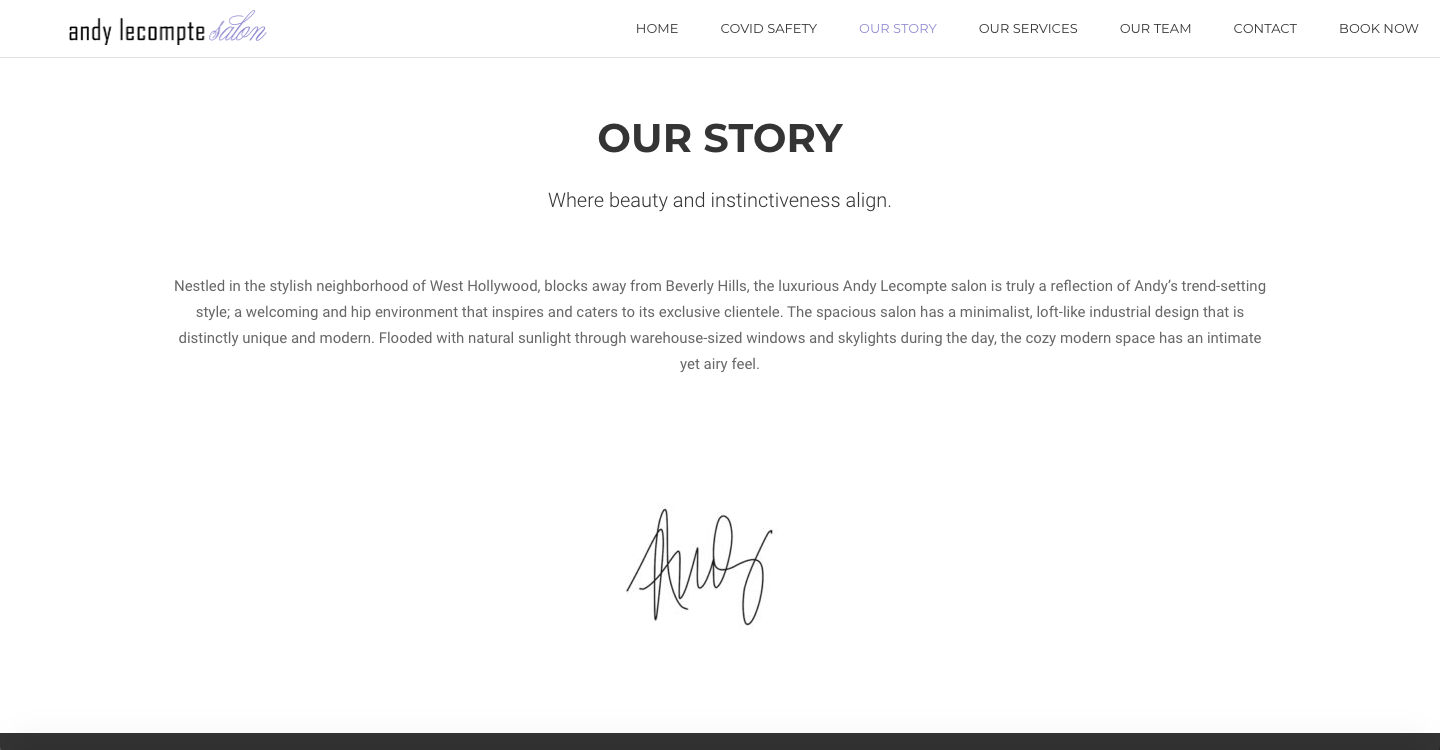 andy lecompte salon
HOME COVID SAFETY OUR STORY OUR SERVICES OUR TEAM CONTACT BOOK NOW
OUR STORY
Where beauty and instinctiveness align.
Nestled in the stylish neighborhood of West Hollywood, blocks away from Beverly Hills, the luxurious Andy Lecompte salon is truly a reflection of Andy’s trend-setting
style; a welcoming and hip environment that inspires and caters to its exclusive clientele. The spacious salon has a minimalist, loft-like industrial design that is
distinctly unique and modern. Flooded with natural sunlight through warehouse-sized windows and skylights during the day, the cozy modern space has an intimate
yet airy feel.
Andy